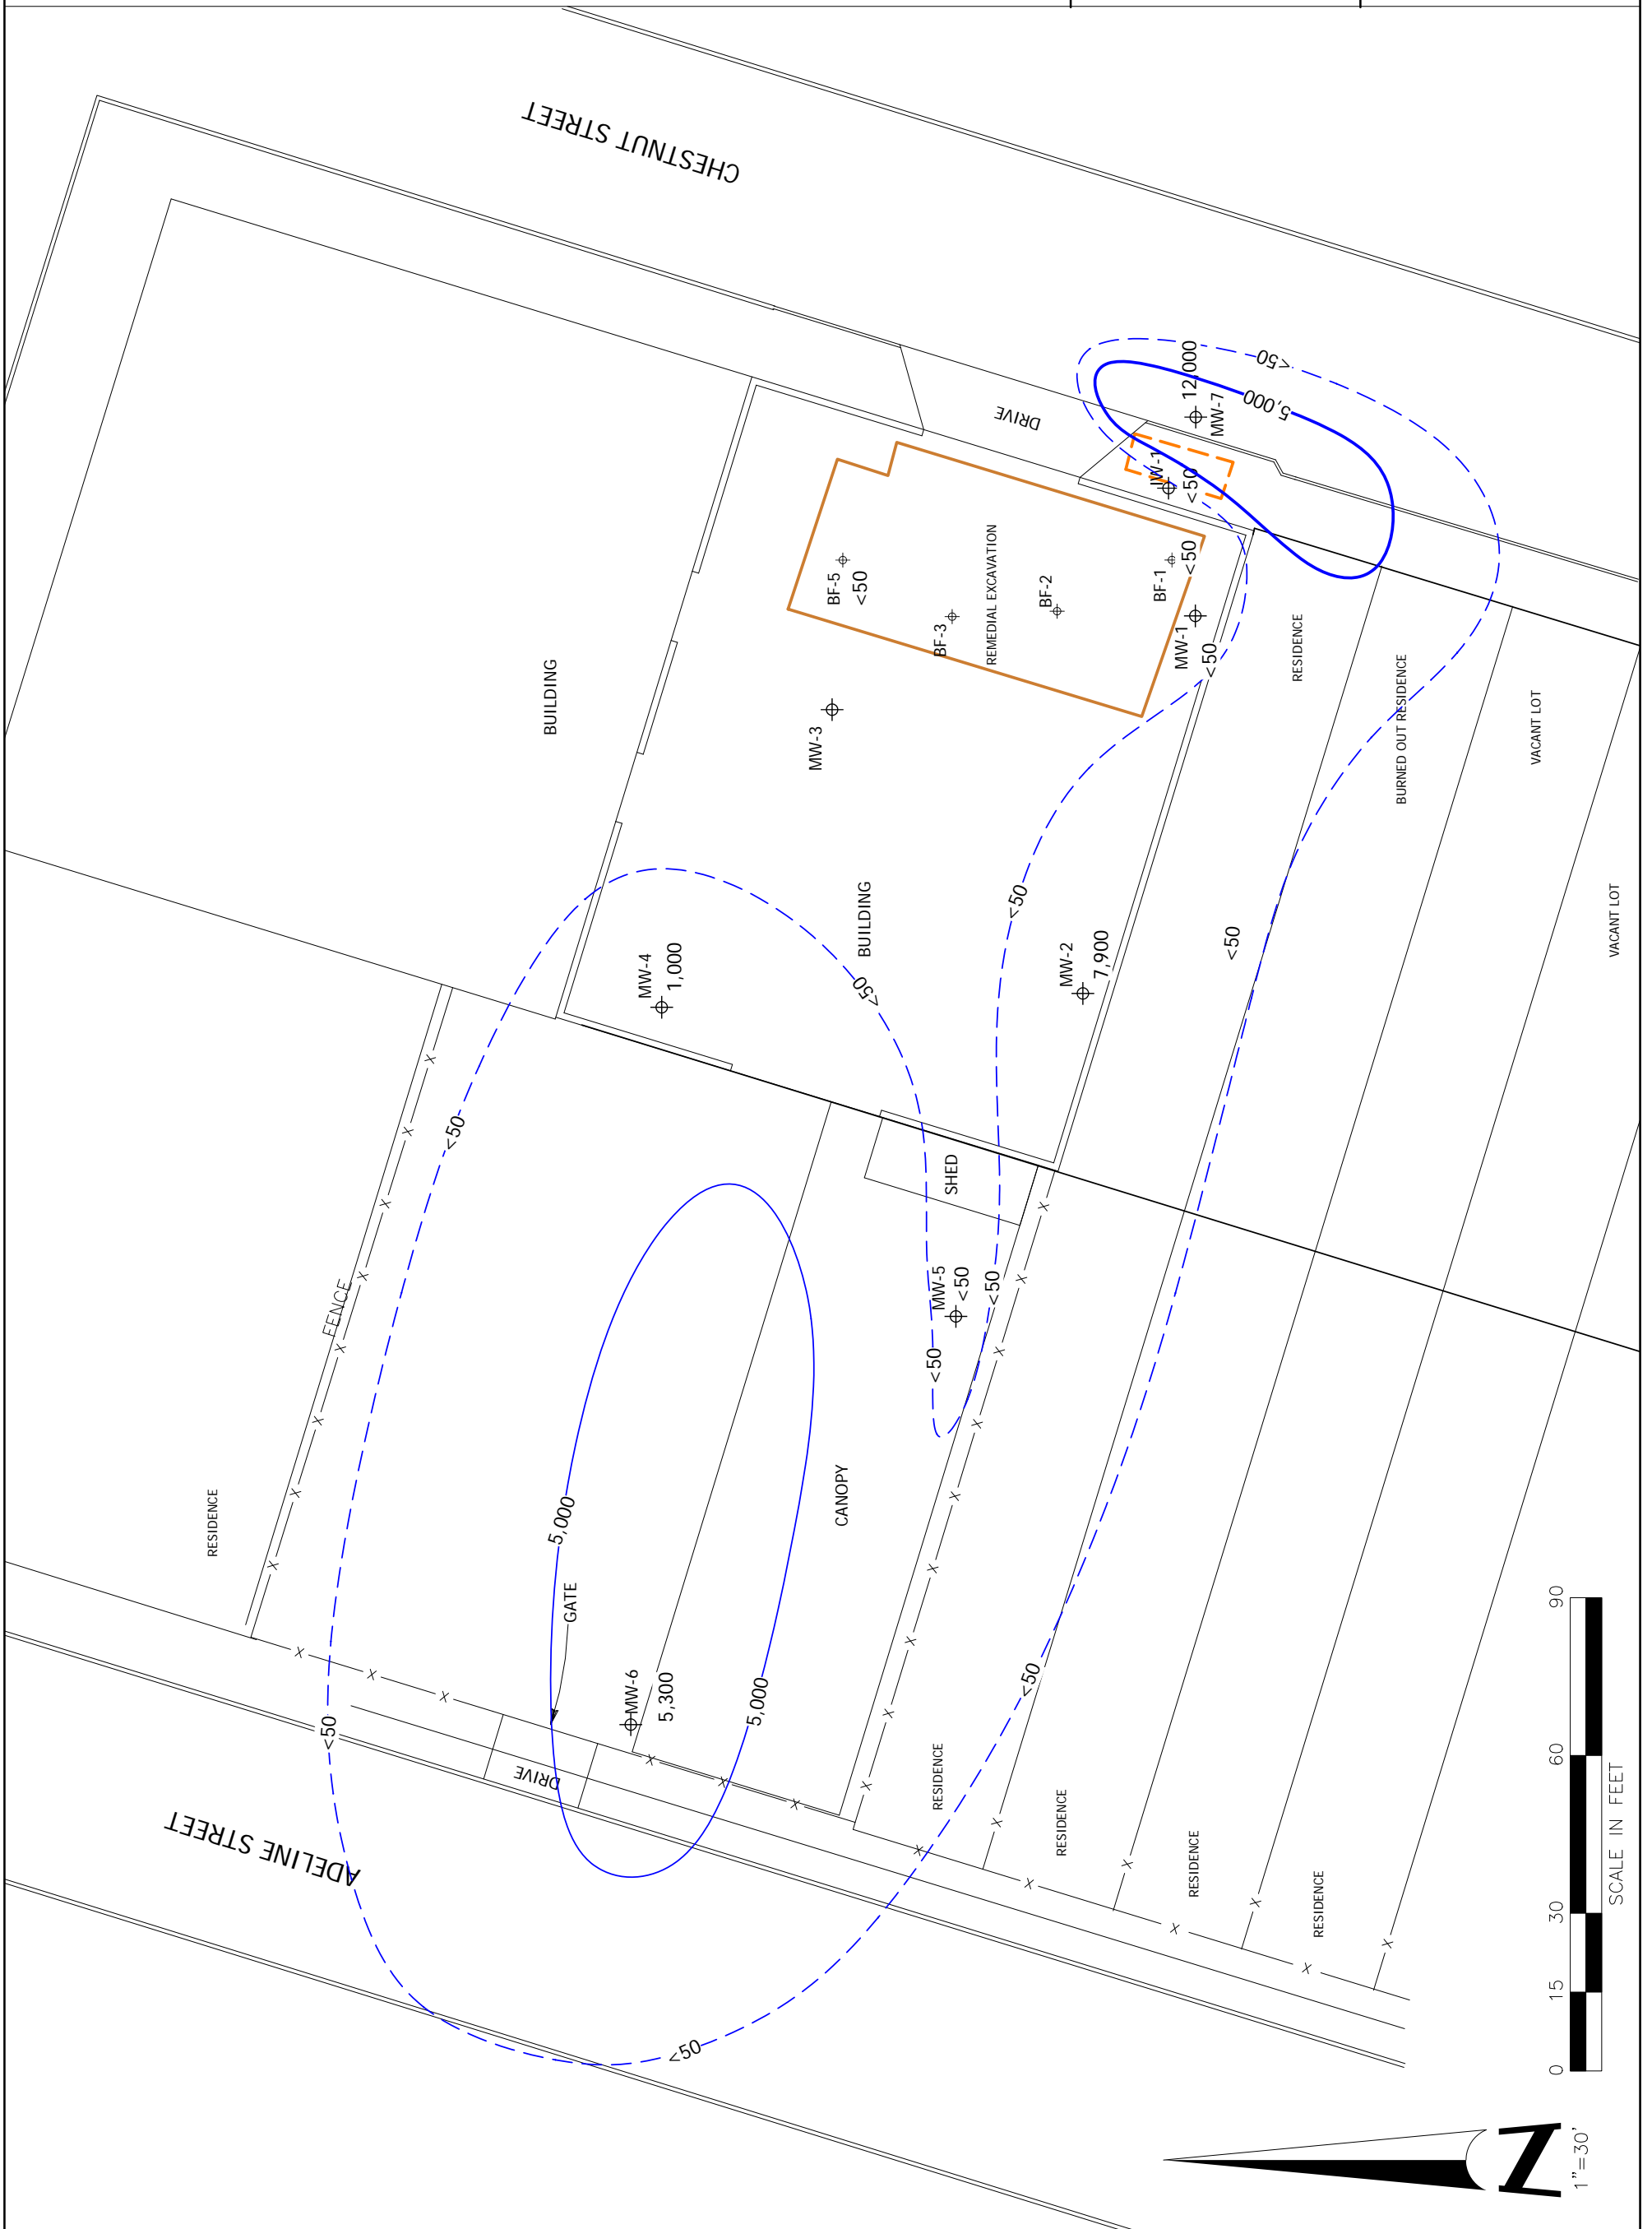 CHESTNUT STREET
BUILDING
DRIVE
12,000
MW-7
<50
5,000
IW-1
<50
BF-5
<50
BF-3
REMEDIAL EXCAVATION
BF-2
BF-1
<50
MW-1
<50
RESIDENCE
BURNED OUT RESIDENCE
VACANT LOT
VACANT LOT
MW-3
BUILDING
<50
<50
MW-4
1,000
MW-2
7,900
<50
<50
SHED
MW-5
<50
<50
<50
FENCE
RESIDENCE
5,000
CANOPY
GATE
MW-6
5,300
5,000
<50
<50
DRIVE
ADELINE STREET
RESIDENCE
RESIDENCE
RESIDENCE
RESIDENCE
<50
0 15 30 60 90
SCALE IN FEET
N
1"=30'